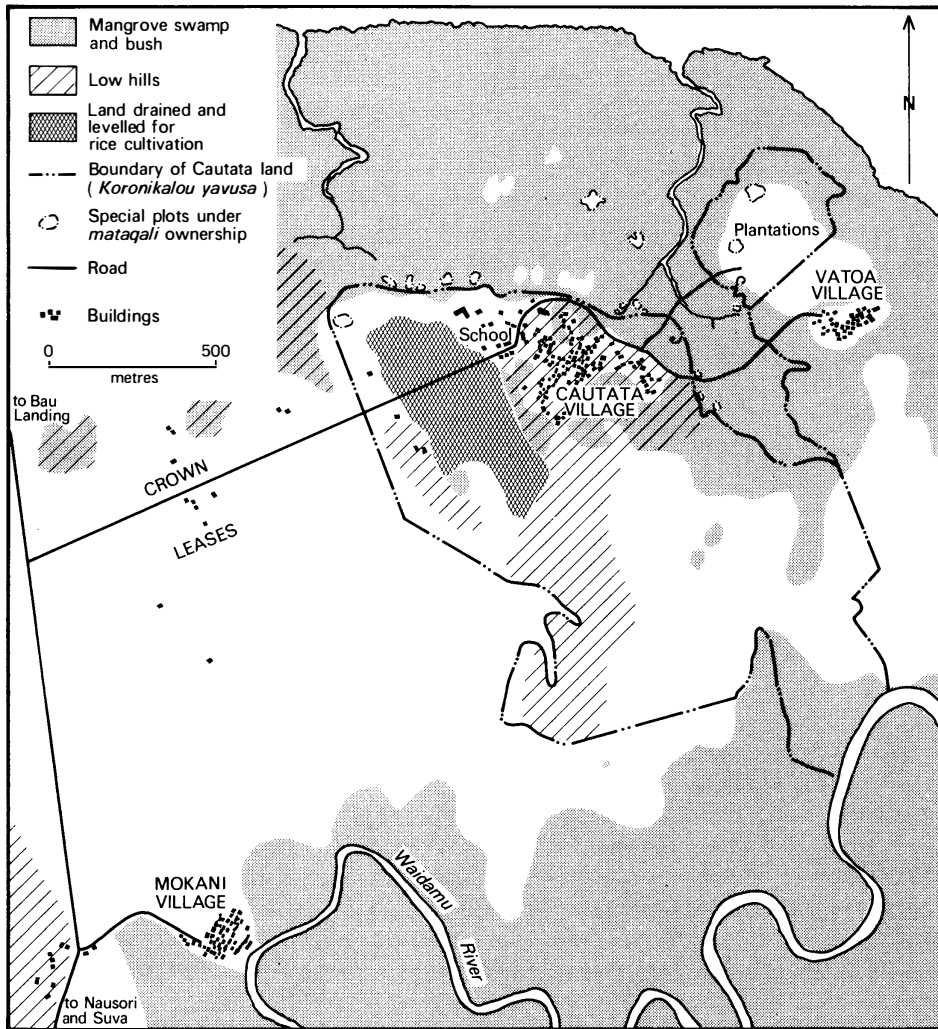 Mangrove swamp
and bush
Low hills
Land drained and
levelled for
rice cultivation
Boundary of Cautata land
( Koronikalou yavusa )
Special plots under
mataqali ownership
Road
Buildings
0 500
metres
N
Plantations
VATOA
VILLAGE
School
CAUTATA
VILLAGE
to Bau
Landing
CROWN
LEASES
MOKANI
VILLAGE
Waidamu
River
to Nausori
and Suva